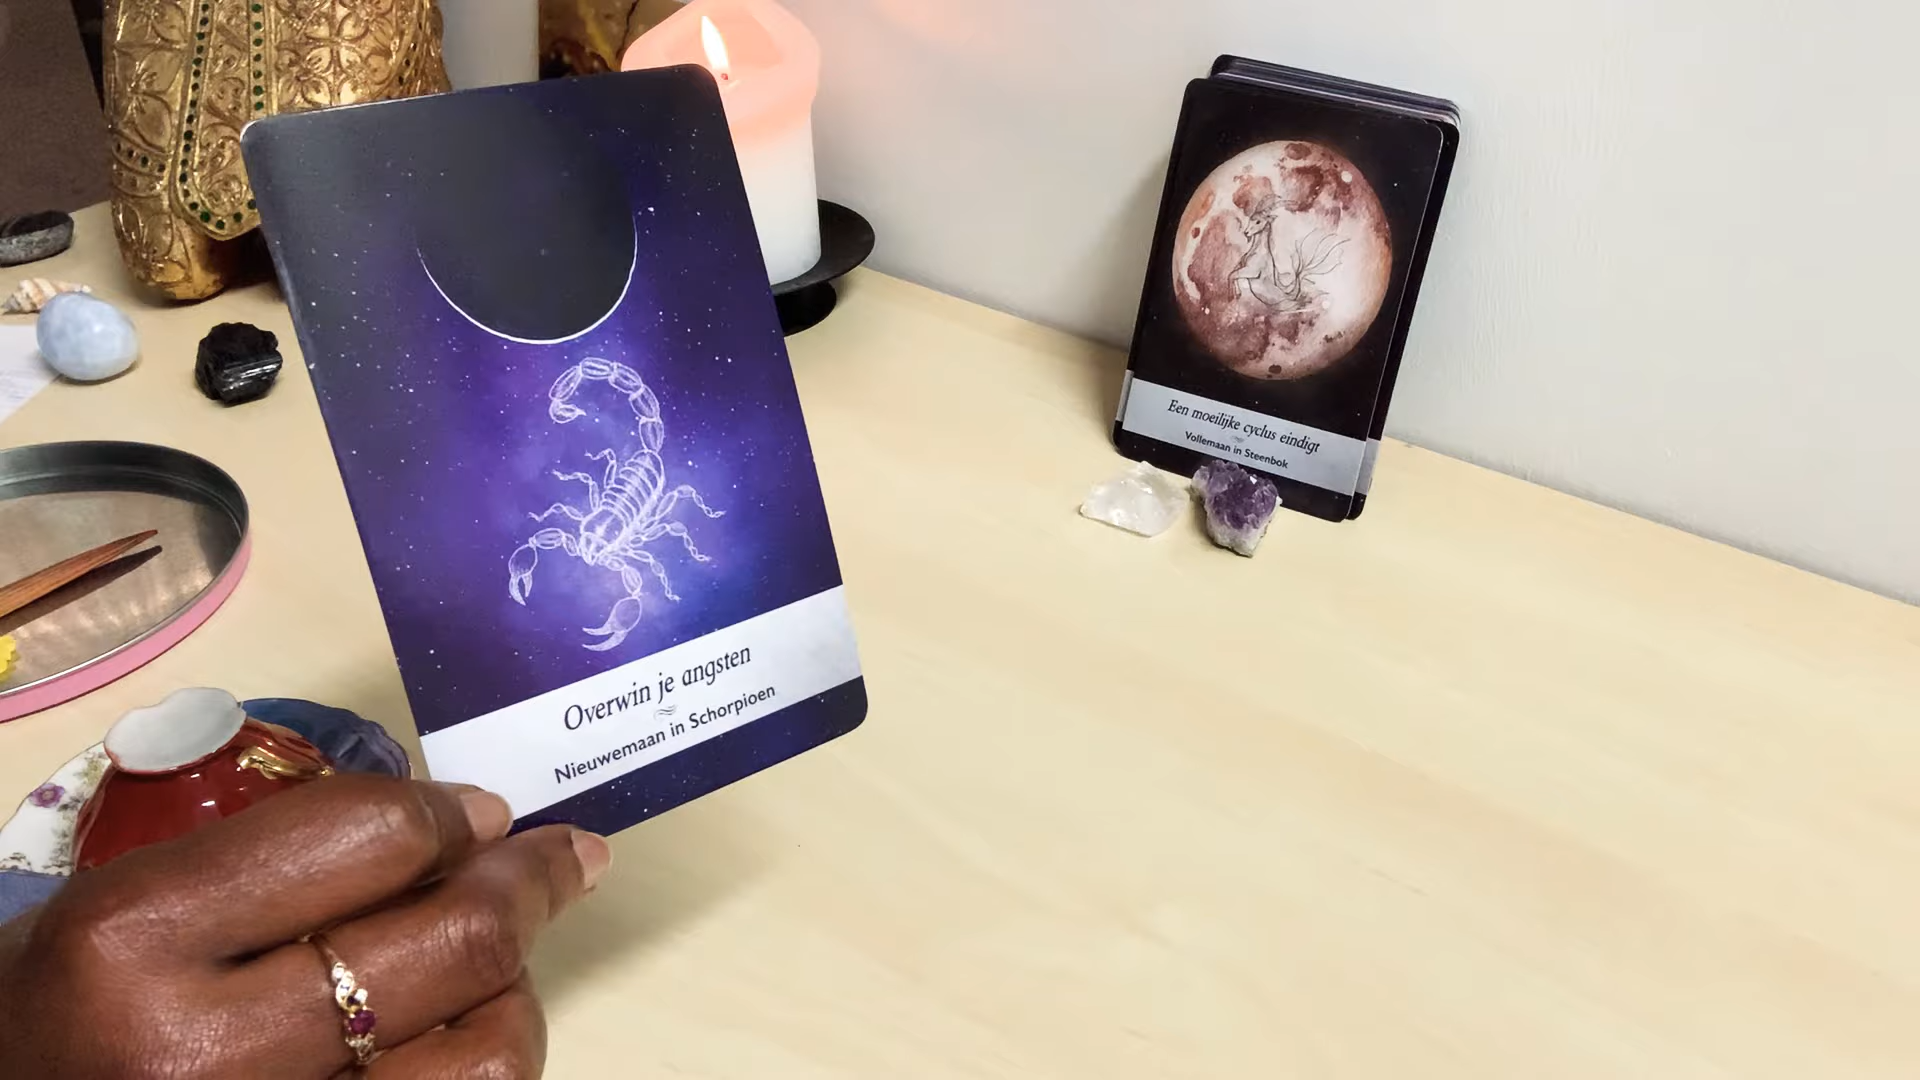 Overwin je angsten
Nieuwemaan in Schorpioen
Een moeilijke cyclus eindigt
Vollemaan in Steenbok